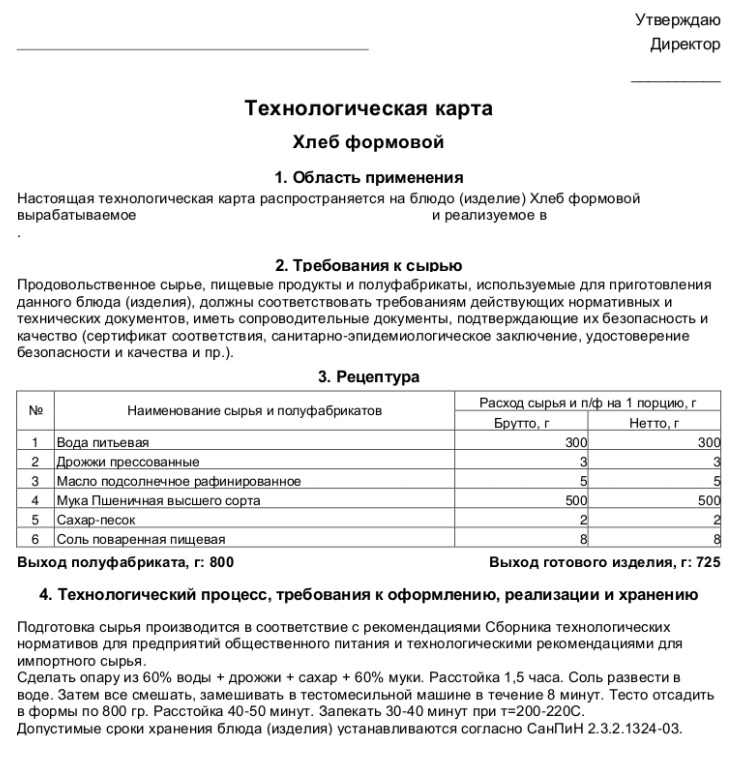 Утверждаю
Директор
Технологическая карта
Хлеб формовой
1. Область применения
Настоящая технологическая карта распространяется на блюдо (изделие) Хлеб формовой
вырабатываемое и реализуемое в
.
2. Требования к сырью
Продовольственное сырье, пищевые продукты и полуфабрикаты, используемые для приготовления
данного блюда (изделия), должны соответствовать требованиям действующих нормативных и
технических документов, иметь сопроводительные документы, подтверждающие их безопасность и
качество (сертификат соответствия, санитарно-эпидемиологическое заключение, удостоверение
безопасности и качества и пр.).
3. Рецептура
№ Наименование сырья и полуфабрикатов Расход сырья и п/ф на 1 порцию, г
Брутто, г Нетто, г
1 Вода питьевая 300 300
2 Дрожжи прессованные 3 3
3 Масло подсолнечное рафинированное 5 5
4 Мука Пшеничная высшего сорта 500 500
5 Сахар-песок 2 2
6 Соль поваренная пищевая 8 8
Выход полуфабриката, г: 800 Выход готового изделия, г: 725
4. Технологический процесс, требования к оформлению, реализации и хранению
Подготовка сырья производится в соответствие с рекомендациями Сборника технологических
нормативов для предприятий общественного питания и технологическими рекомендациями для
импортного сырья.
Сделать опару из 60% воды + дрожжи + сахар + 60% муки. Расстойка 1,5 часа. Соль развести в
воде. Затем все смешать, замешивать в тестомесильной машине в течение 8 минут. Тесто отсадить
в формы по 800 гр. Расстойка 40-50 минут. Запекать 30-40 минут при т=200-220С.
Допустимые сроки хранения блюда (изделия) устанавливаются согласно СанПиН 2.3.2.1324-03.